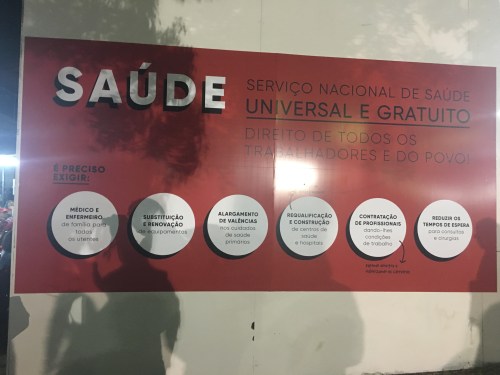 SAÚDE
SERVIÇO NACIONAL DE SAÚDE
UNIVERSAL E GRATUITO
DIREITO DE TODOS OS
TRABALHADORES E DO POVO!
É PRECISO
EXIGIR:
MÉDICO E
ENFERMEIRO
de família para
todos os
utentes
SUBSTITUIÇÃO
E RENOVAÇÃO
de equipamentos
ALARGAMENTO
DE VALÊNCIAS
nos cuidados
de saúde
primários
REQUALIFICAÇÃO
E CONSTRUÇÃO
de centros de
saúde
e hospitais
CONTRATAÇÃO
DE PROFISSIONAIS
dando-lhes
condições
de trabalho
REDUZIR OS
TEMPOS DE ESPERA
para consultas
e cirurgias